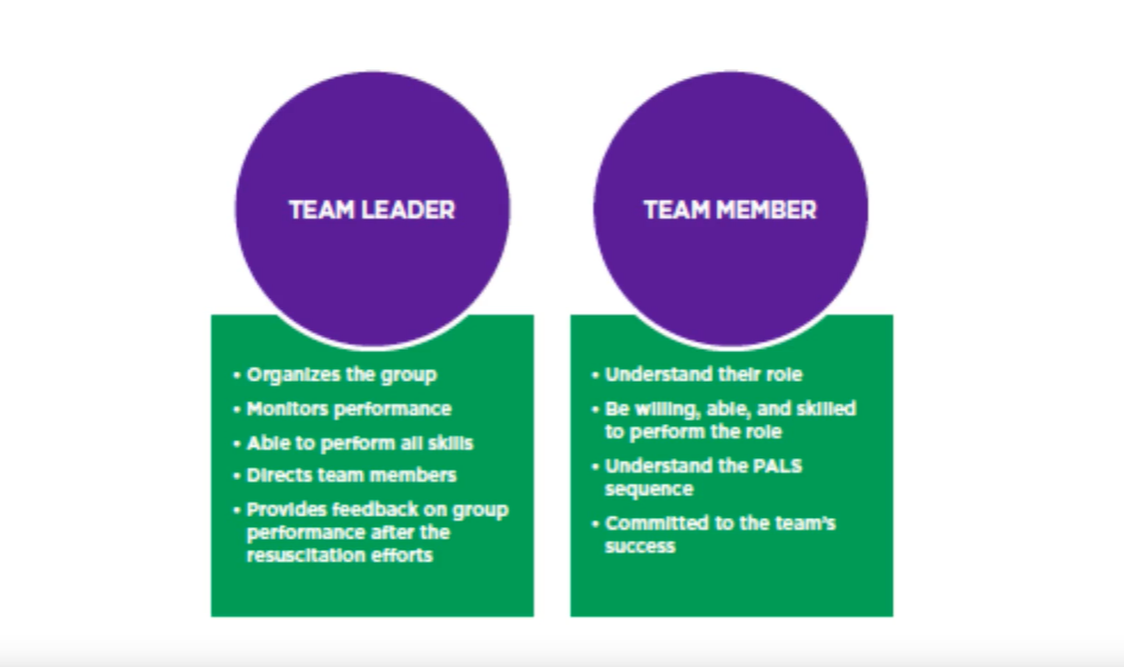 TEAM LEADER
• Organizes the group
• Monitors performance
• Able to perform all skills
• Directs team members
• Provides feedback on group
performance after the
resuscitation efforts
TEAM MEMBER
• Understand their role
• Be willing, able, and skilled
to perform the role
• Understand the PALS
sequence
• Committed to the team's
success